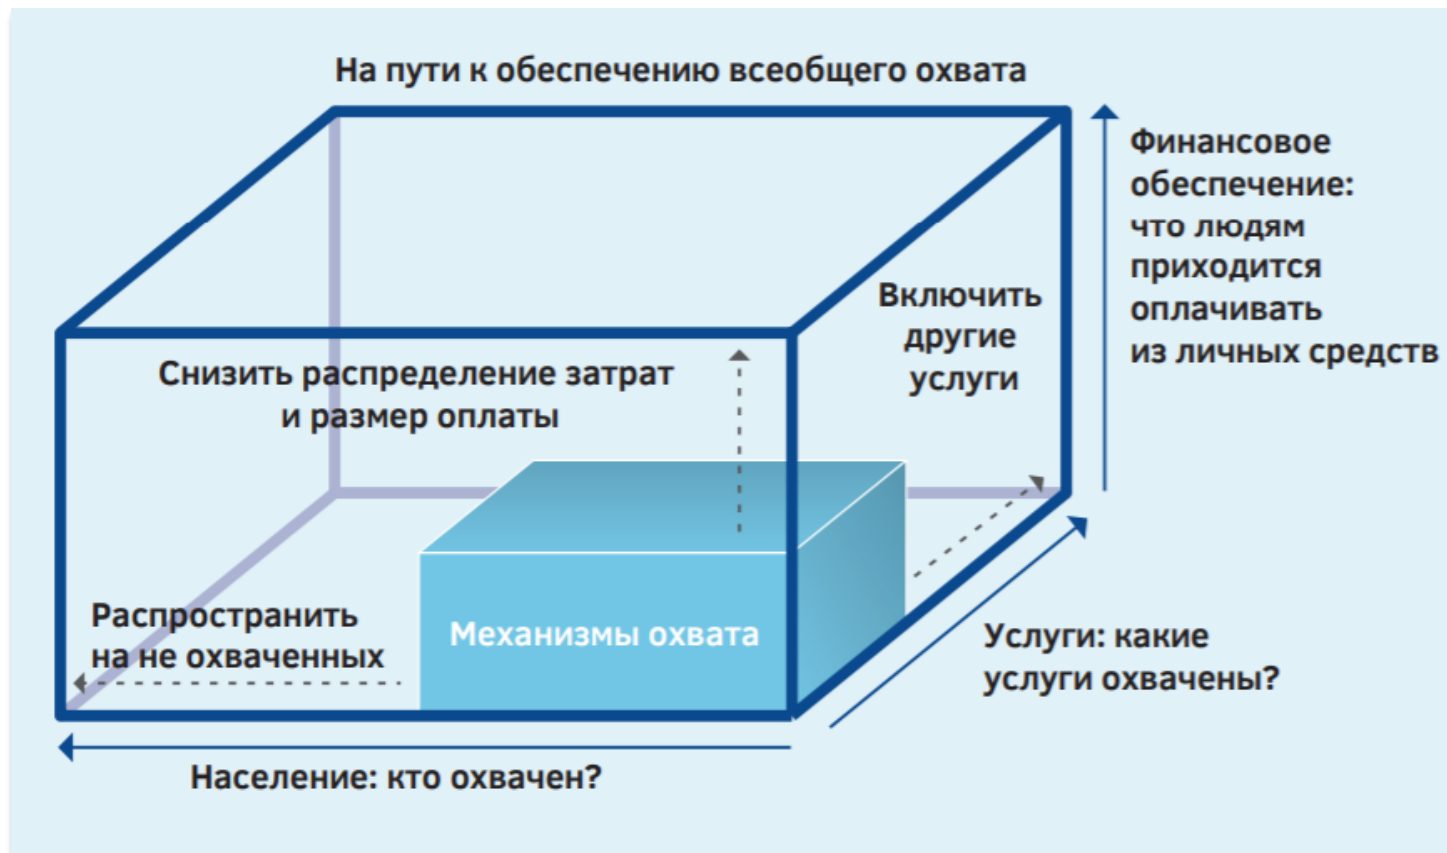 На пути к обеспечению всеобщего охвата
Финансовое
обеспечение:
что людям
приходится
оплачивать
из личных средств
Включить
другие
услуги
Снизить распределение затрат
и размер оплаты
Распространить
на не охваченных
Механизмы охвата
Услуги: какие
услуги охвачены?
Население: кто охвачен?